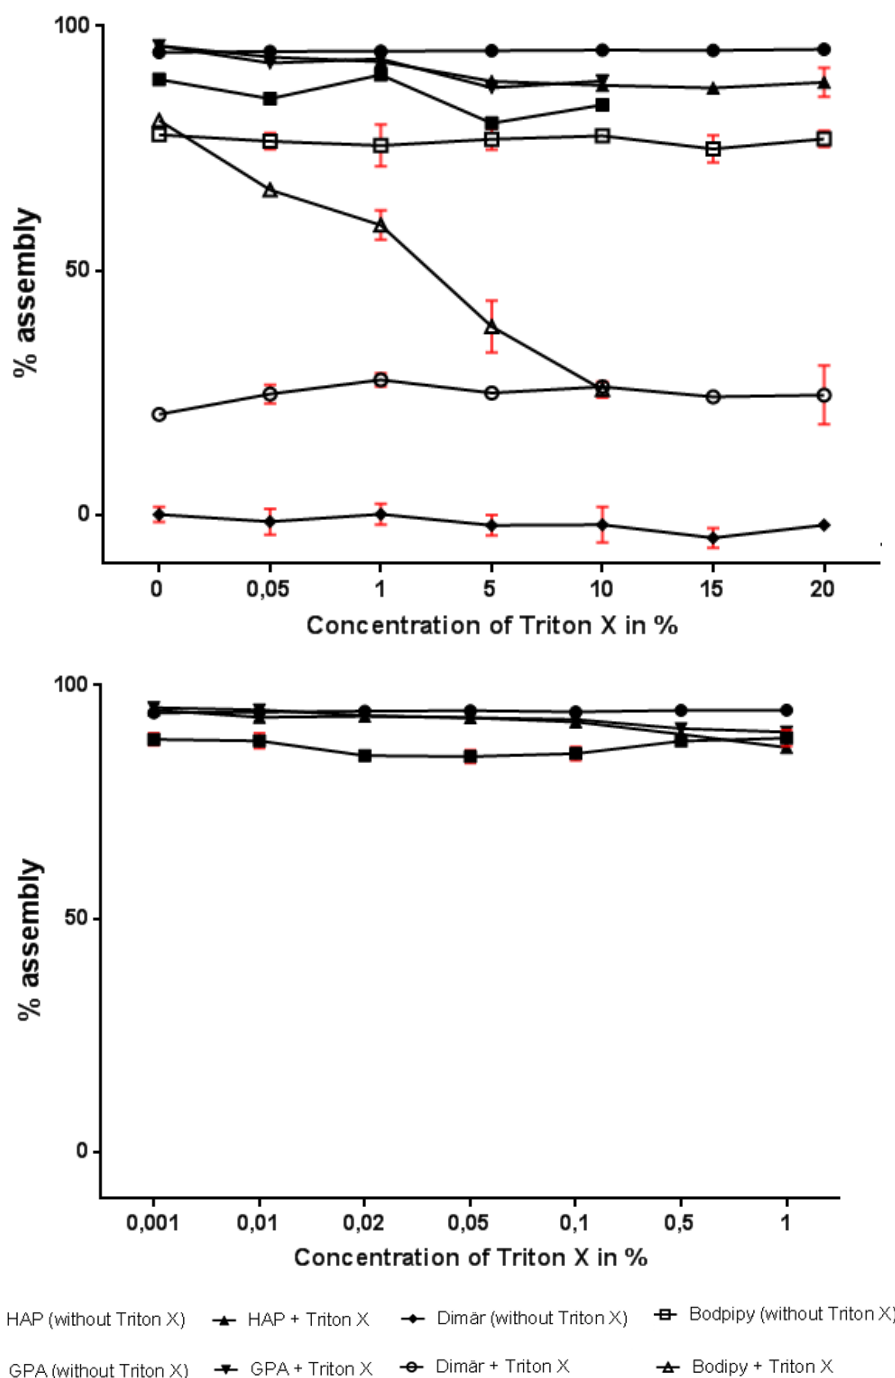 100
50
0
% assembly
0 0,05 1 5 10 15 20
Concentration of Triton X in %
100
50
0
% assembly
0,001 0,01 0,02 0,05 0,1 0,5 1
Concentration of Triton X in %
HAP (without Triton X) HAP + Triton X Dimär (without Triton X) Bodpipy (without Triton X)
GPA (without Triton X) GPA + Triton X Dimär + Triton X Bodipy + Triton X